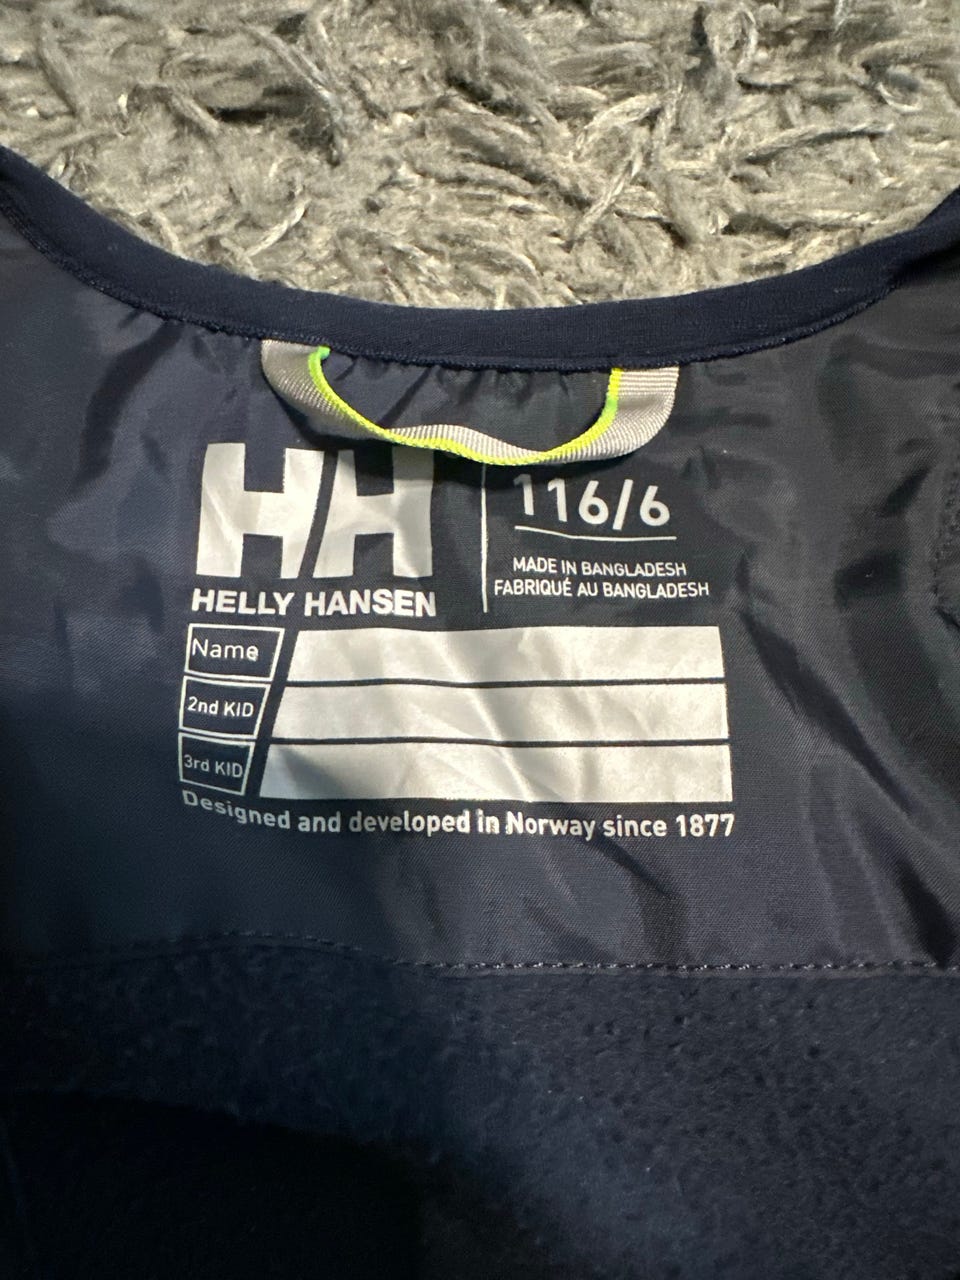 HH
HELLY HANSEN
116/6
MADE IN BANGLADESH
FABRIQUÉ AU BANGLADESH
Name
2nd KID
3rd KID
Designed and developed in Norway since 1877